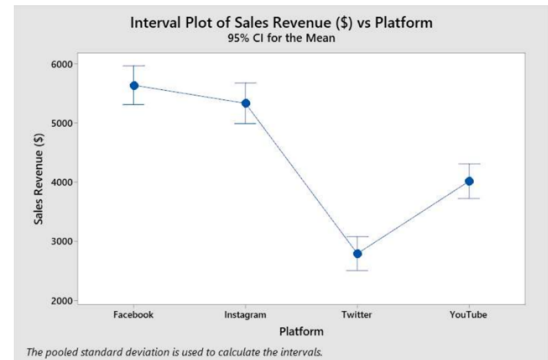 Interval Plot of Sales Revenue ($) vs Platform
95% CI for the Mean
Sales Revenue ($)
6000
5000
4000
3000
2000
Facebook Instagram Twitter YouTube
Platform
The pooled standard deviation is used to calculate the intervals.